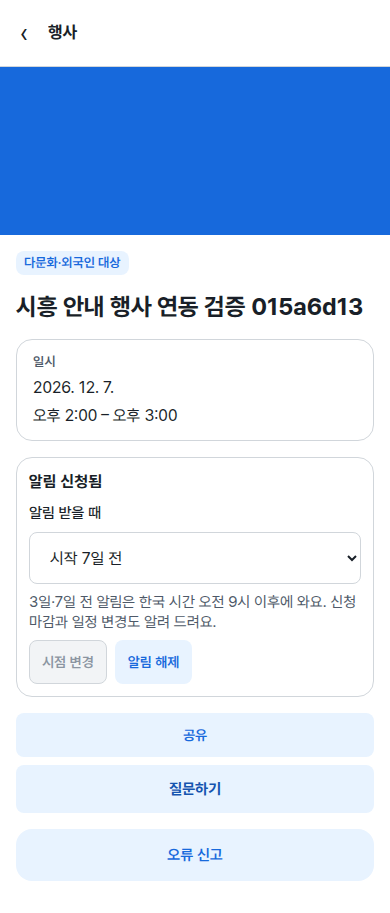 행사
다문화·외국인 대상
시흥 안내 행사 연동 검증 015a6d13
일시
2026. 12. 7.
오후 2:00 – 오후 3:00
알림 신청됨
알림 받을 때
시작 7일 전
3일·7일 전 알림은 한국 시간 오전 9시 이후에 와요. 신청
마감과 일정 변경도 알려 드려요.
시점 변경
알림 해제
공유
질문하기
오류 신고